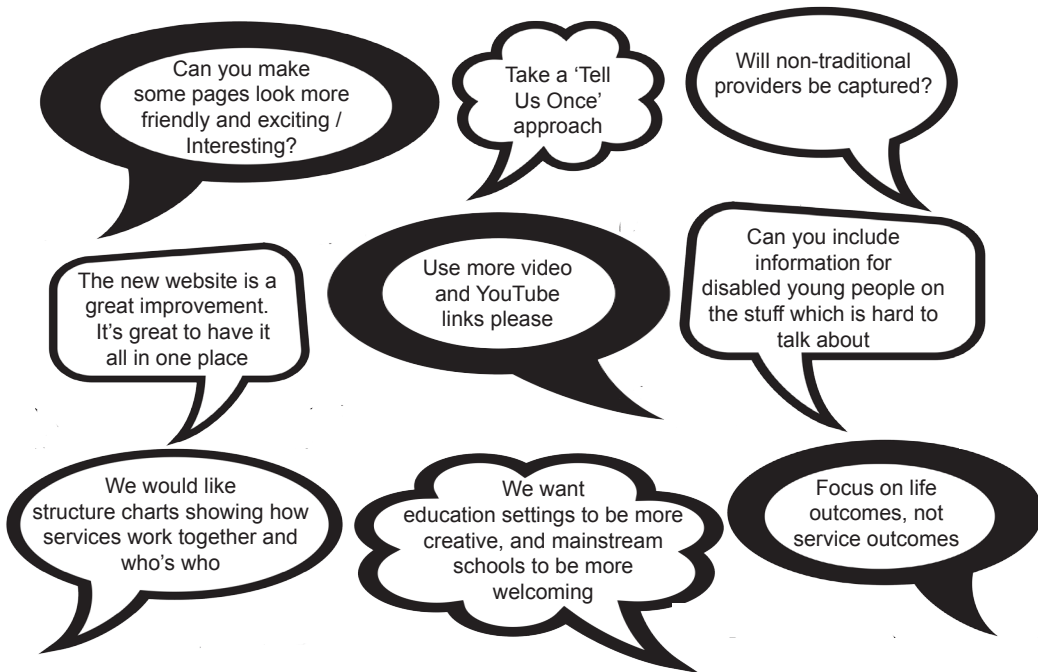 Can you make
some pages look more
friendly and exciting /
Interesting?
Take a ‘Tell
Us Once’
approach
Will non-traditional
providers be captured?
The new website is a
great improvement.
It’s great to have it
all in one place
Use more video
and YouTube
links please
Can you include
information for
disabled young people on
the stuff which is hard to
talk about
We would like
structure charts showing how
services work together and
who’s who
We want
education settings to be more
creative, and mainstream
schools to be more
welcoming
Focus on life
outcomes, not
service outcomes